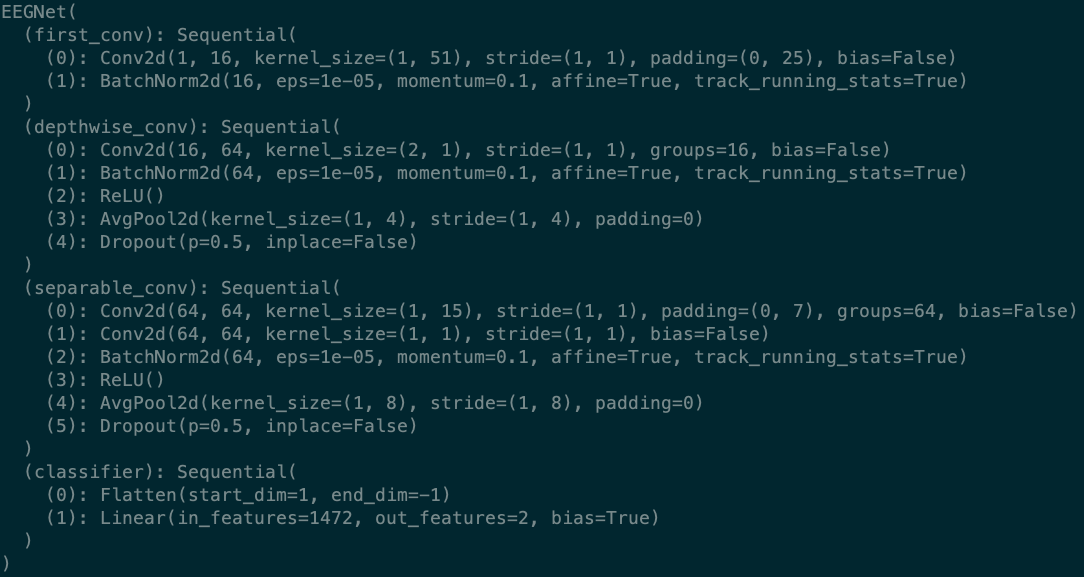 EEGNet(
  (first_conv): Sequential(
    (0): Conv2d(1, 16, kernel_size=(1, 51), stride=(1, 1), padding=(0, 25), bias=False)
    (1): BatchNorm2d(16, eps=1e-05, momentum=0.1, affine=True, track_running_stats=True)
  )
  (depthwise_conv): Sequential(
    (0): Conv2d(16, 64, kernel_size=(2, 1), stride=(1, 1), groups=16, bias=False)
    (1): BatchNorm2d(64, eps=1e-05, momentum=0.1, affine=True, track_running_stats=True)
    (2): ReLU()
    (3): AvgPool2d(kernel_size=(1, 4), stride=(1, 4), padding=0)
    (4): Dropout(p=0.5, inplace=False)
  )
  (separable_conv): Sequential(
    (0): Conv2d(64, 64, kernel_size=(1, 15), stride=(1, 1), padding=(0, 7), groups=64, bias=False)
    (1): Conv2d(64, 64, kernel_size=(1, 1), stride=(1, 1), bias=False)
    (2): BatchNorm2d(64, eps=1e-05, momentum=0.1, affine=True, track_running_stats=True)
    (3): ReLU()
    (4): AvgPool2d(kernel_size=(1, 8), stride=(1, 8), padding=0)
    (5): Dropout(p=0.5, inplace=False)
  )
  (classifier): Sequential(
    (0): Flatten(start_dim=1, end_dim=-1)
    (1): Linear(in_features=1472, out_features=2, bias=True)
  )
)